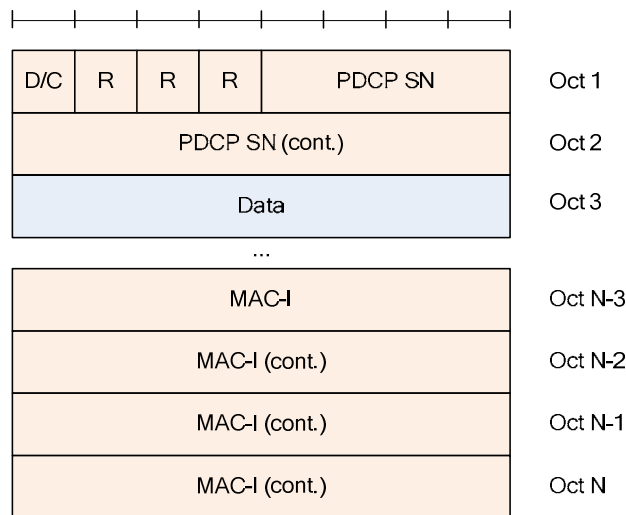 D/C R R R PDCP SN Oct 1
PDCP SN (cont.) Oct 2
Data Oct 3
...
MAC-I Oct N-3
MAC-I (cont.) Oct N-2
MAC-I (cont.) Oct N-1
MAC-I (cont.) Oct N